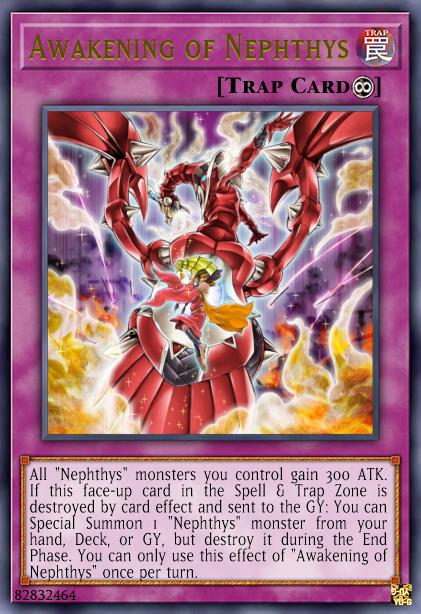 Awakening of Nephthys
TRAP
罠
[Trap Card]
All "Nephthys" monsters you control gain 300 ATK.
If this face-up card in the Spell & Trap Zone is
destroyed by card effect and sent to the GY: You can
Special Summon 1 "Nephthys" monster from your
hand, Deck, or GY, but destroy it during the End
Phase. You can only use this effect of "Awakening of
Nephthys" once per turn.
82832464